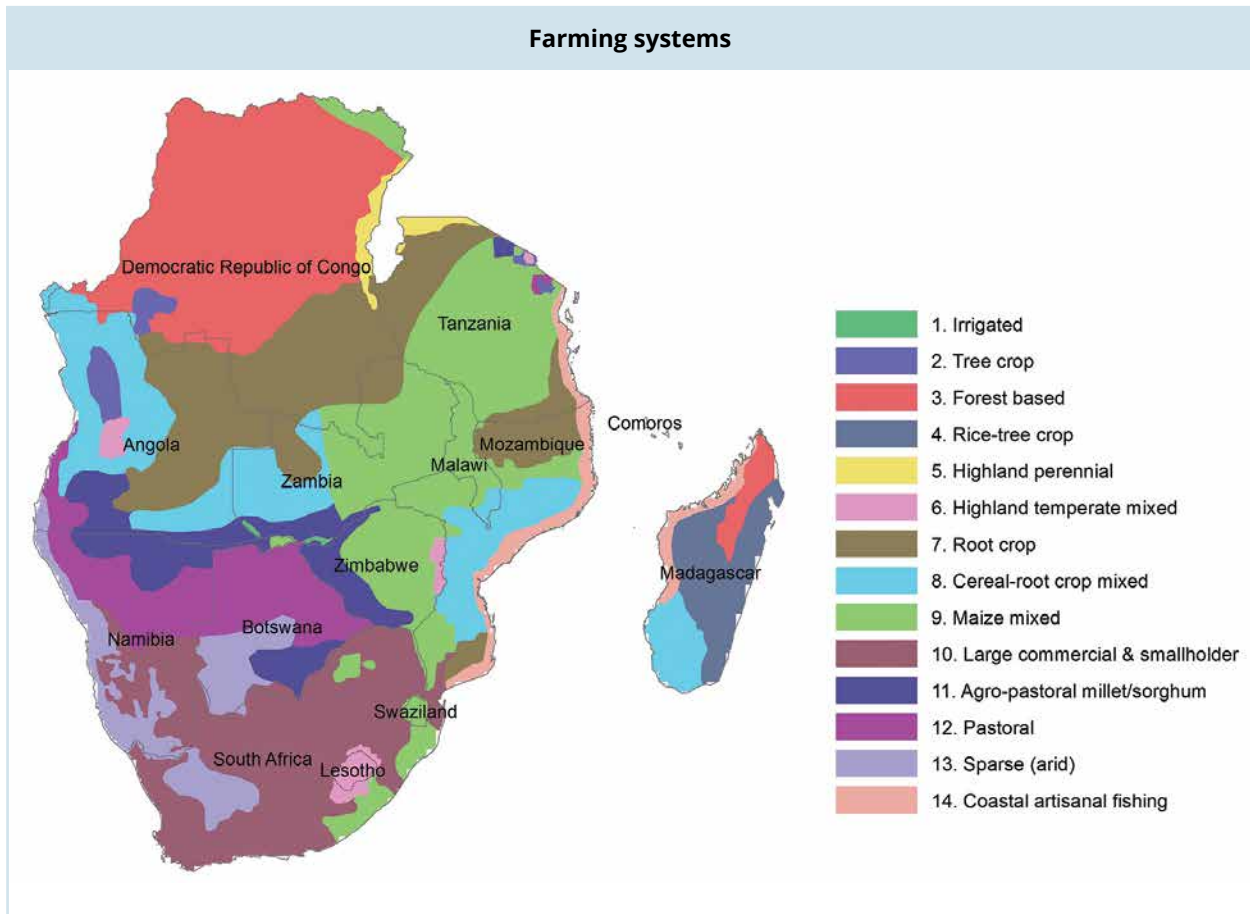 Farming systems
Democratic Republic of Congo
Tanzania
Comoros
Angola
Mozambique
Malawi
Zambia
Zimbabwe
Madagascar
Namibia
Botswana
Swaziland
South Africa
Lesotho
1. Irrigated
2. Tree crop
3. Forest based
4. Rice-tree crop
5. Highland perennial
6. Highland temperate mixed
7. Root crop
8. Cereal-root crop mixed
9. Maize mixed
10. Large commercial & smallholder
11. Agro-pastoral millet/sorghum
12. Pastoral
13. Sparse (arid)
14. Coastal artisanal fishing